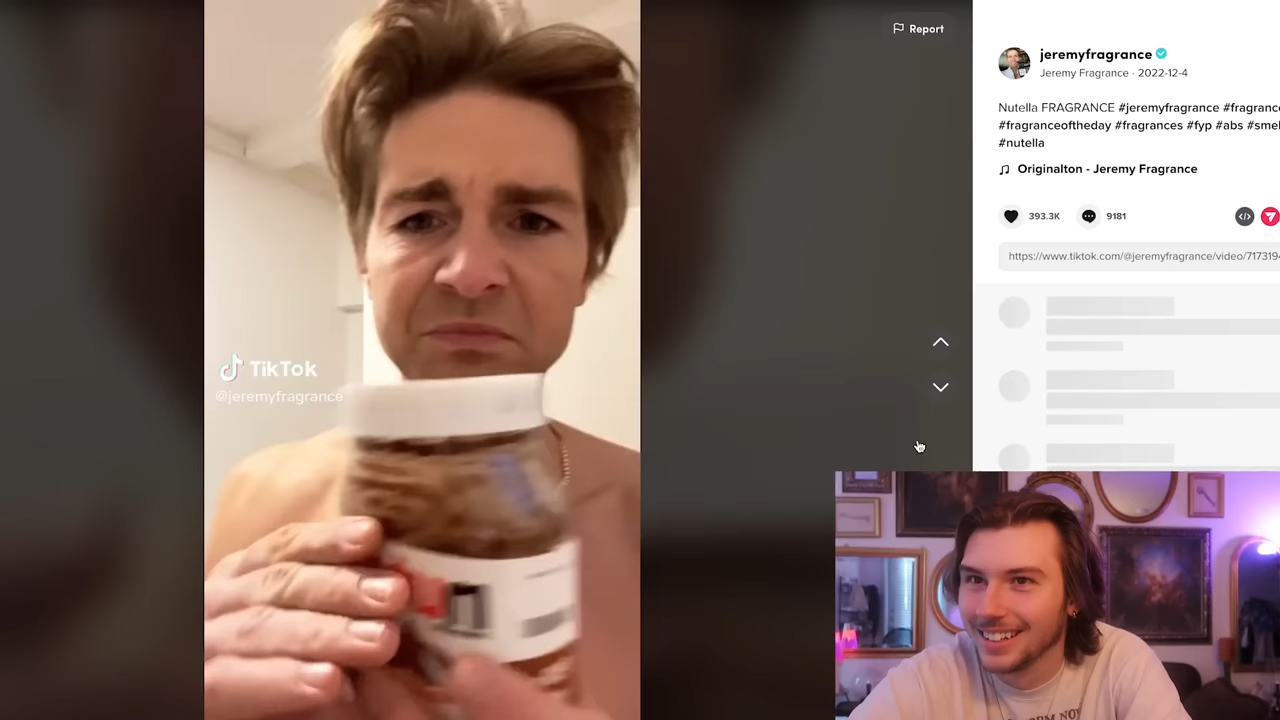 Report
jeremyfragrance
Jeremy Fragrance · 2022-12-4
Nutella FRAGRANCE #jeremyfragrance #fragranc
#fragranceoftheday #fragrances #fyp #abs #sme
#nutella
Originalton - Jeremy Fragrance
393.3K
9181
https://www.tiktok.com/@jeremyfragrance/video/717319
TikTok
@jeremyfragrance